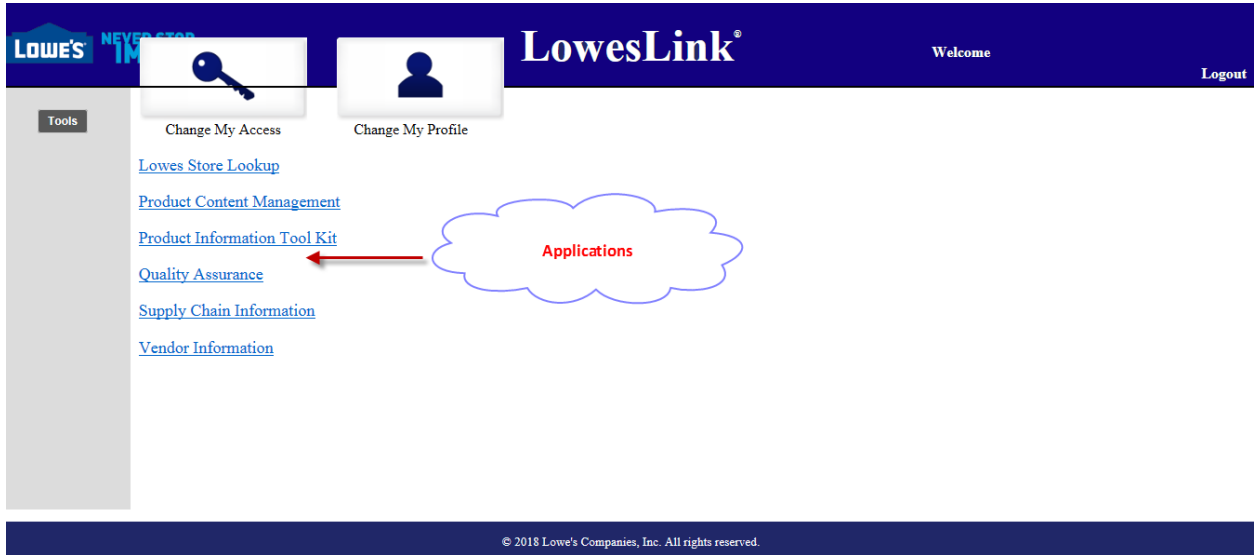 LOWE'S
LowesLink®
Welcome
Logout
Tools
Change My Access
Change My Profile
Lowes Store Lookup
Product Content Management
Product Information Tool Kit
Quality Assurance
Supply Chain Information
Vendor Information
Applications
© 2018 Lowe's Companies, Inc. All rights reserved.